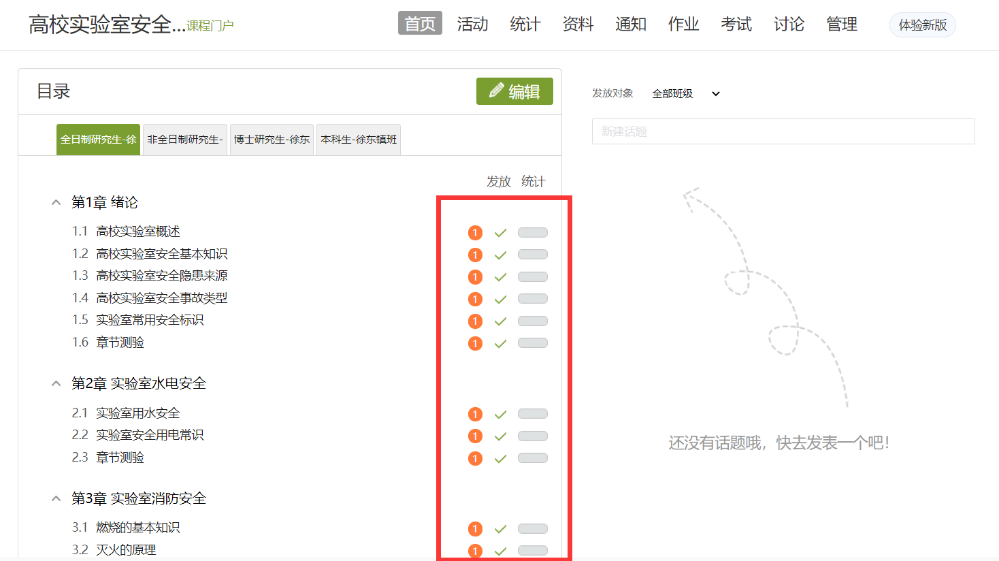 高校实验室安全...课程门户
首页 活动 统计 资料 通知 作业 考试 讨论 管理 体验新版
目录
编辑
全日制研究生-徐 非全日制研究生- 博士研究生-徐东 本科生-徐东镇班
发放 统计
第1章 绪论
1.1 高校实验室概述 1
1.2 高校实验室安全基本知识 1
1.3 高校实验室安全隐患来源 1
1.4 高校实验室安全事故类型 1
1.5 实验室常用安全标识 1
1.6 章节测验 1
第2章 实验室水电安全
2.1 实验室用水安全 1
2.2 实验室安全用电常识 1
2.3 章节测验 1
第3章 实验室消防安全
3.1 燃烧的基本知识 1
3.2 灭火的原理 1
发放对象 全部班级
新建话题
还没有话题哦，快去发表一个吧！